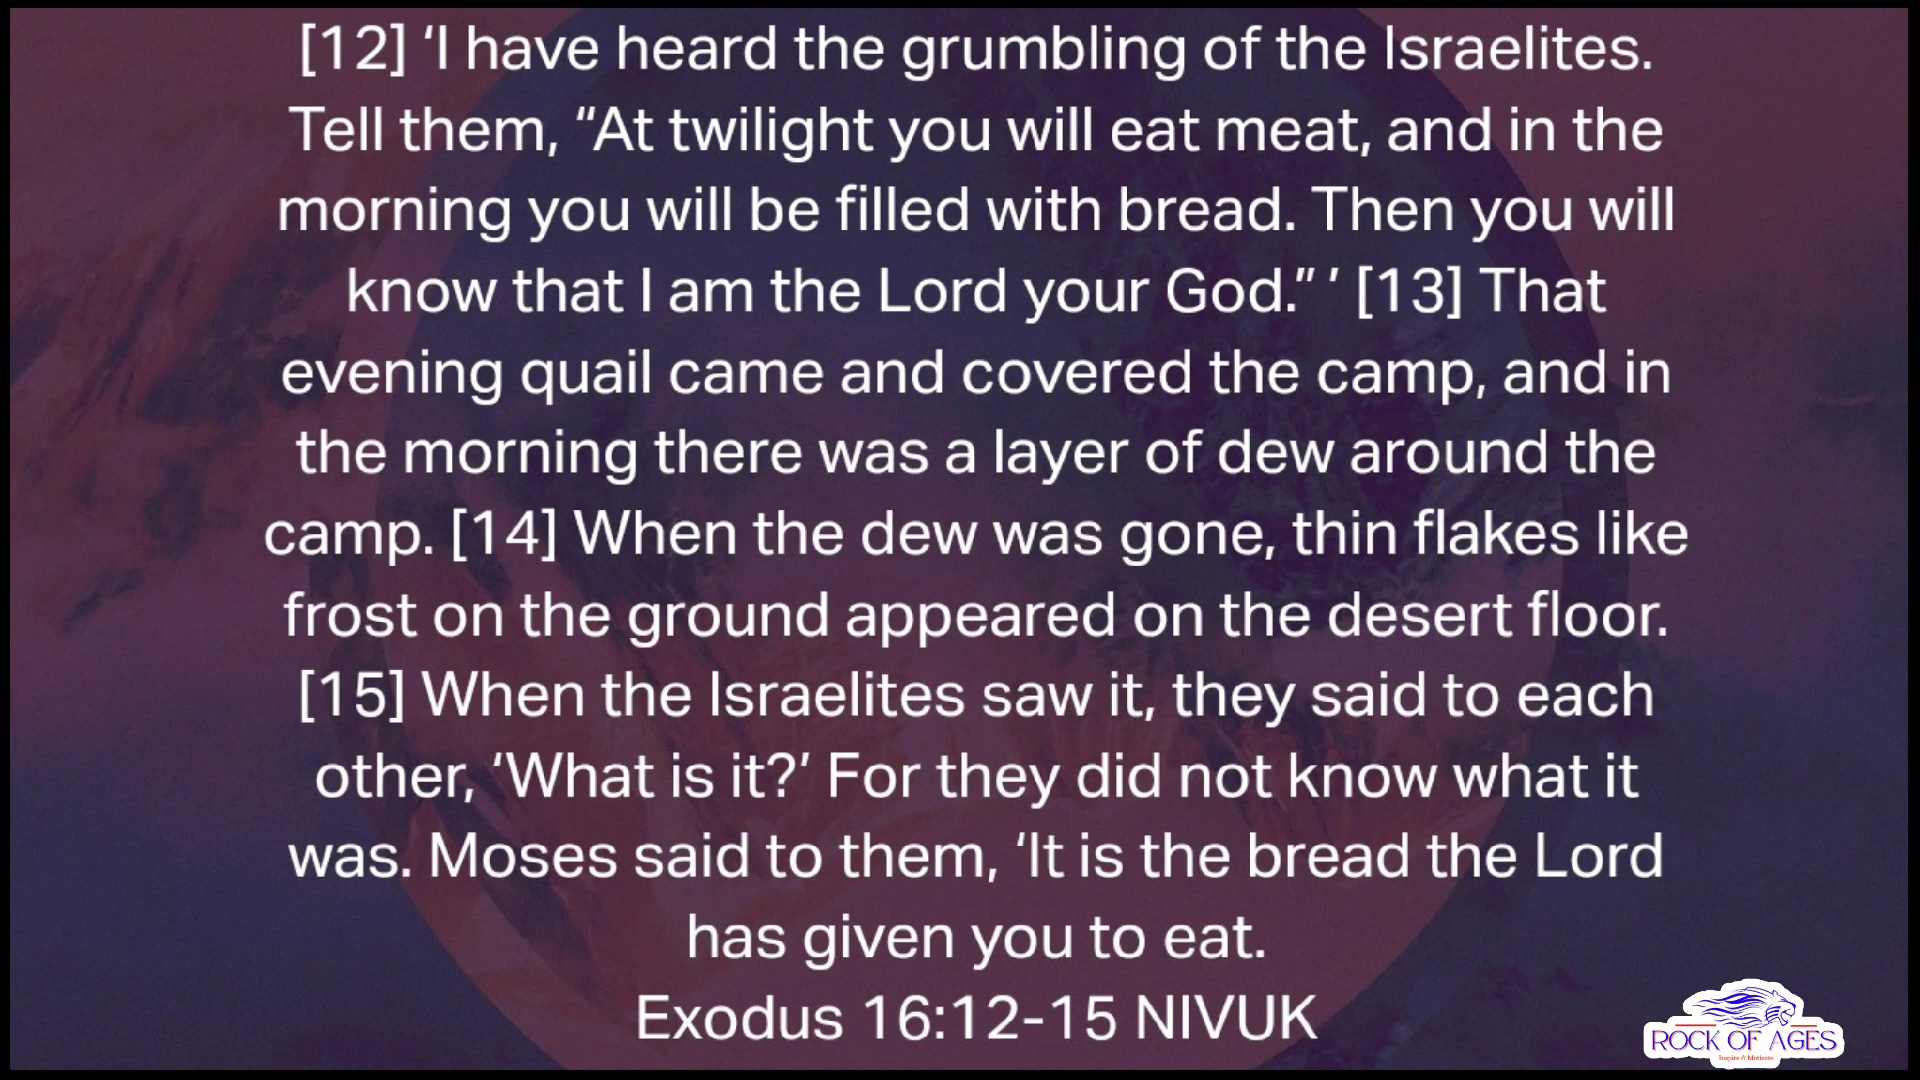 [12] ‘I have heard the grumbling of the Israelites.
Tell them, “At twilight you will eat meat, and in the
morning you will be filled with bread. Then you will
know that I am the Lord your God.” ’ [13] That
evening quail came and covered the camp, and in
the morning there was a layer of dew around the
camp. [14] When the dew was gone, thin flakes like
frost on the ground appeared on the desert floor.
[15] When the Israelites saw it, they said to each
other, ‘What is it?’ For they did not know what it
was. Moses said to them, ‘It is the bread the Lord
has given you to eat.
Exodus 16:12-15 NIVUK
ROCK OF AGES
Inspire & Motivate